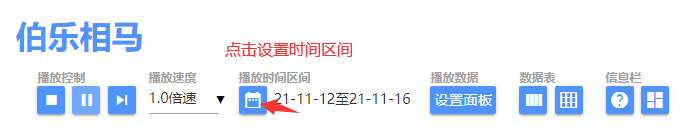 伯乐相马
点击设置时间区间
播放控制 播放速度 播放时间区间 播放数据 数据表 信息栏
1.0倍速 21-11-12至21-11-16 设置面板